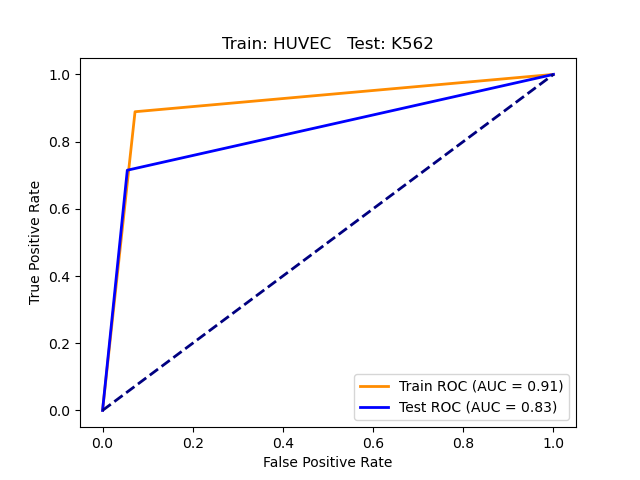 Train: HUVEC   Test: K562
1.0
0.8
0.6
0.4
0.2
0.0
True Positive Rate
Train ROC (AUC = 0.91)
Test ROC (AUC = 0.83)
0.0 0.2 0.4 0.6 0.8 1.0
False Positive Rate